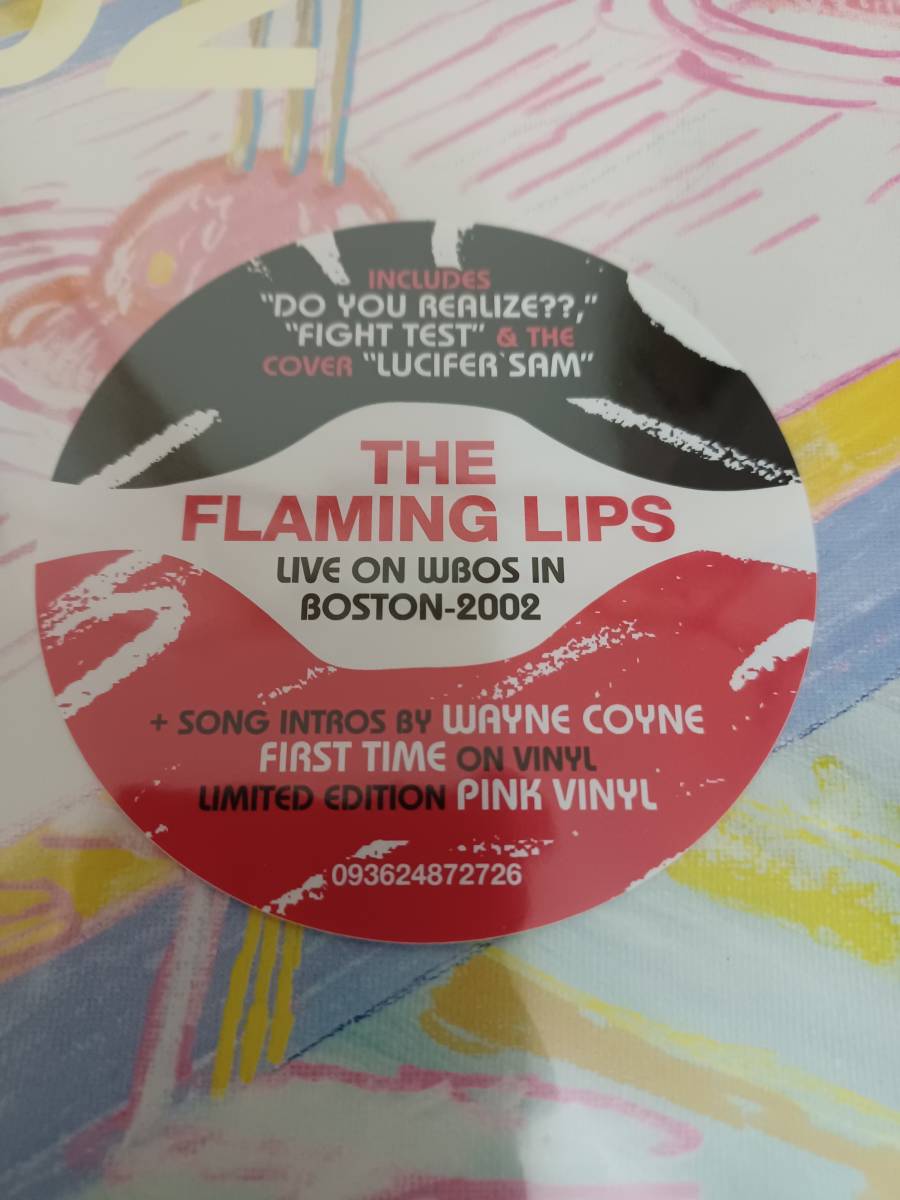 02
INCLUDES
"DO YOU REALIZE??,"
"FIGHT TEST" & THE
COVER "LUCIFER`SAM"
THE
FLAMING LIPS
LIVE ON WBOS IN
BOSTON-2002
+ SONG INTROS BY WAYNE COYNE
FIRST TIME ON VINYL
LIMITED EDITION PINK VINYL
093624872726